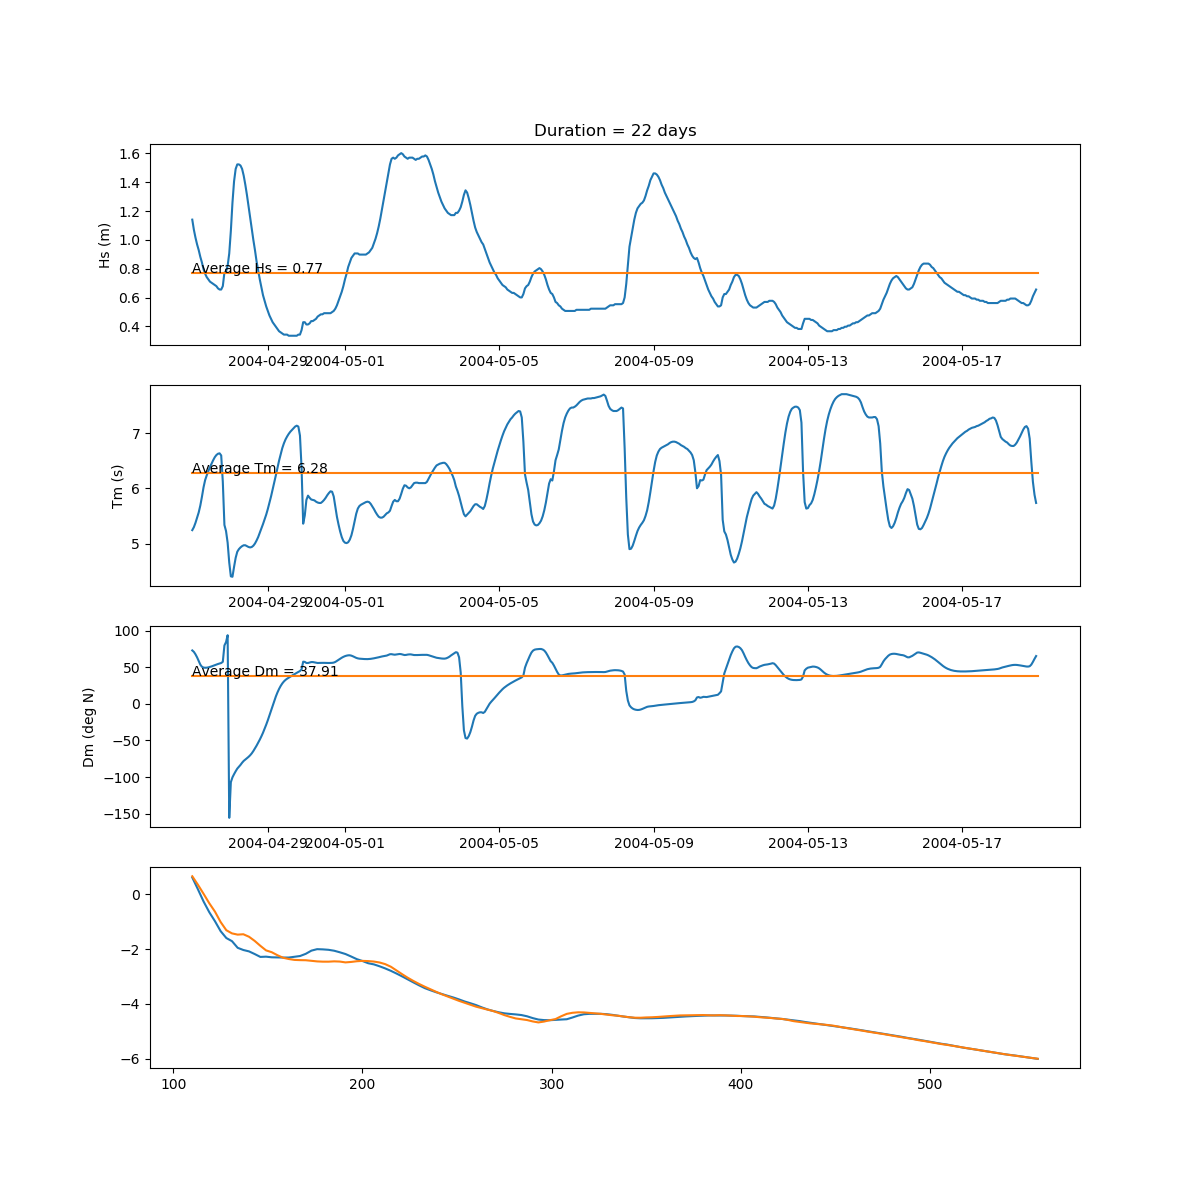 Duration = 22 days
1.6
1.4
1.2
1.0
0.8
0.6
0.4
Hs (m)
Average Hs = 0.77
2004-04-29 2004-05-01 2004-05-05 2004-05-09 2004-05-13 2004-05-17
7
6
5
Tm (s)
Average Tm = 6.28
2004-04-29 2004-05-01 2004-05-05 2004-05-09 2004-05-13 2004-05-17
100
50
0
−50
−100
−150
Dm (deg N)
Average Dm = 37.91
2004-04-29 2004-05-01 2004-05-05 2004-05-09 2004-05-13 2004-05-17
0
−2
−4
−6
100 200 300 400 500